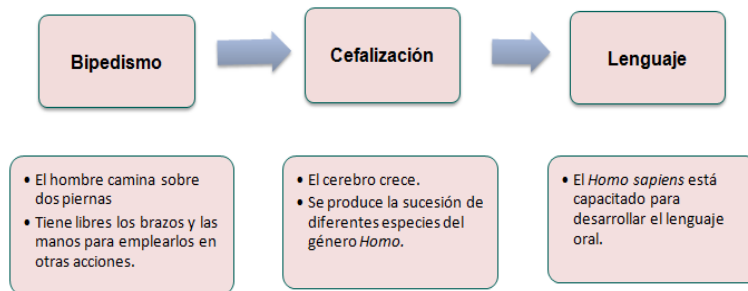 Bipedismo
Cefalización
Lenguaje
• El hombre camina sobre
dos piernas
• Tiene libres los brazos y las
manos para emplearlos en
otras acciones.
• El cerebro crece.
• Se produce la sucesión de
diferentes especies del
género Homo.
• El Homo sapiens está
capacitado para
desarrollar el lenguaje
oral.